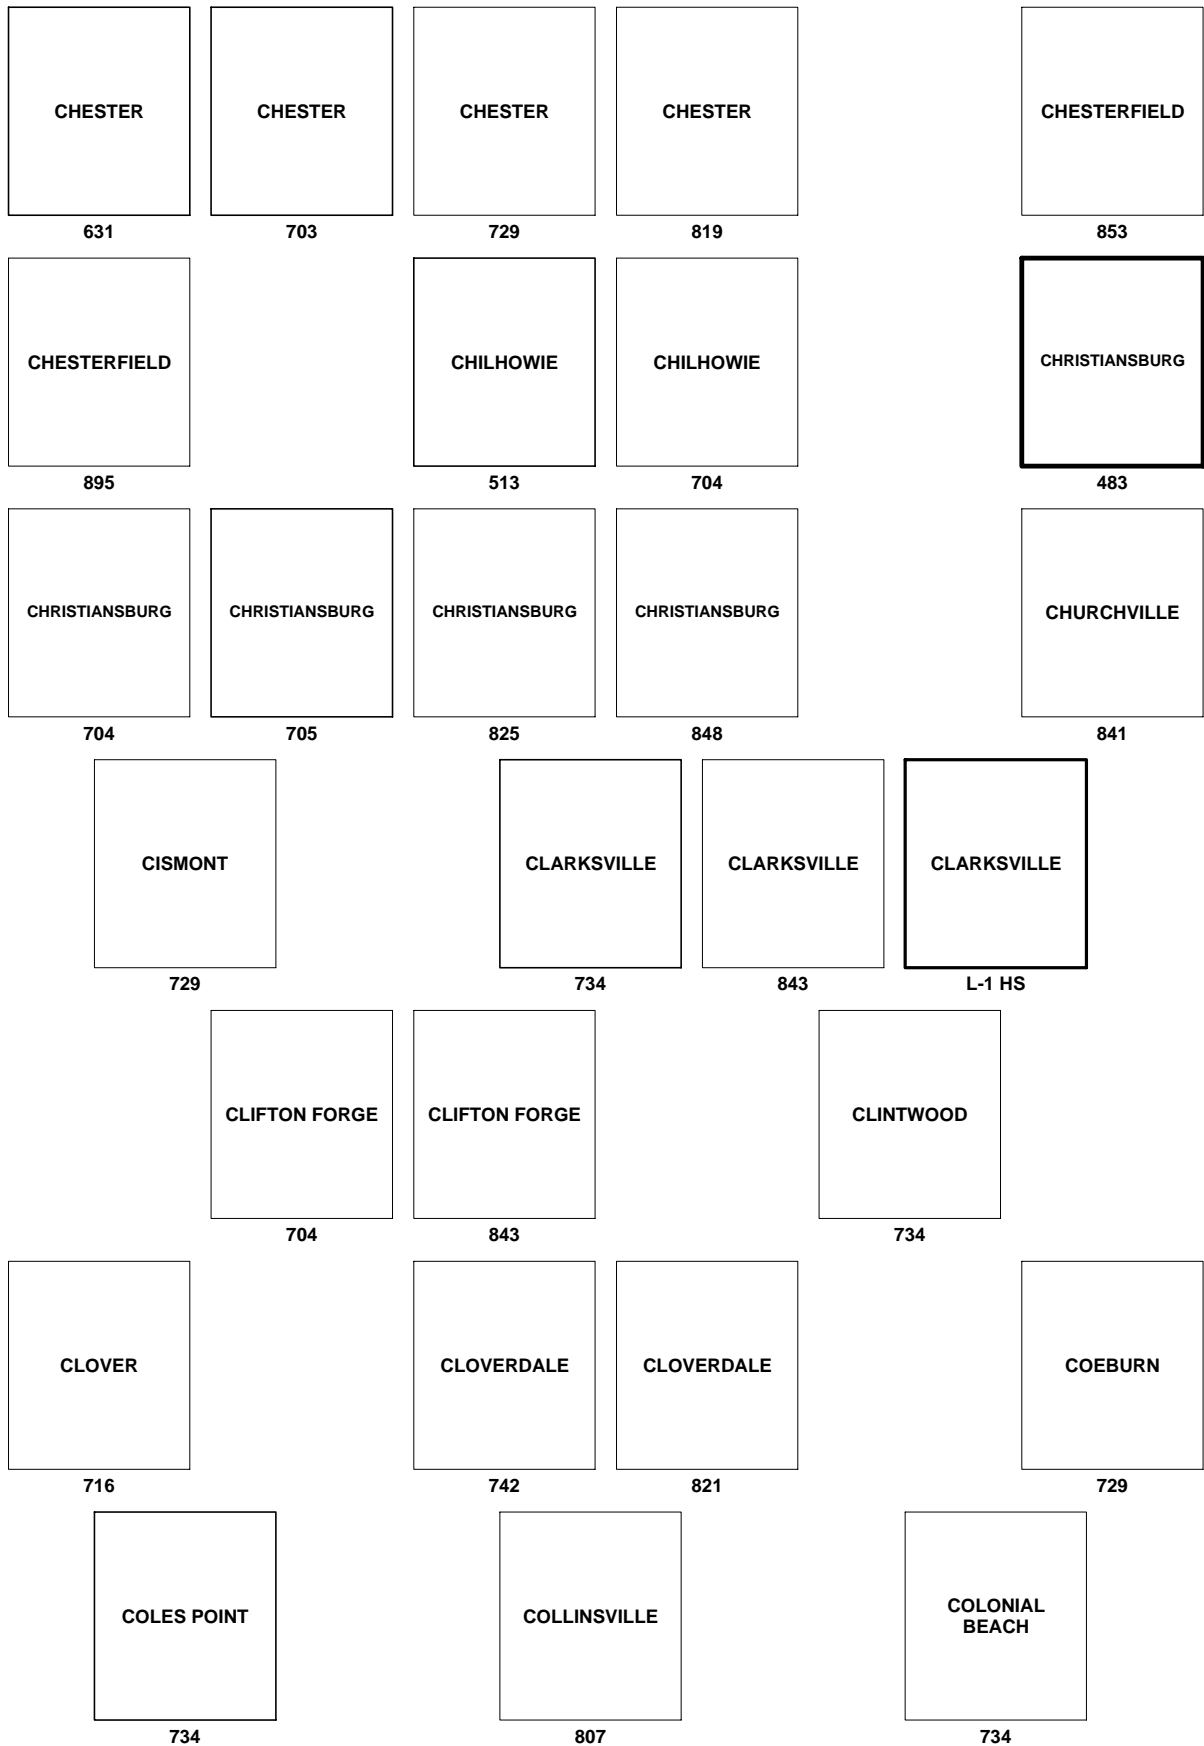 CHESTER CHESTER CHESTER CHESTER CHESTERFIELD
631 703 729 819 853
CHESTERFIELD CHILHOWIE CHILHOWIE CHRISTIANSBURG
895 513 704 483
CHRISTIANSBURG CHRISTIANSBURG CHRISTIANSBURG CHRISTIANSBURG CHURCHVILLE
704 705 825 848 841
CISMONT CLARKSVILLE CLARKSVILLE CLARKSVILLE
729 734 843 L-1 HS
CLIFTON FORGE CLIFTON FORGE CLINTWOOD
704 843 734
CLOVER CLOVERDALE CLOVERDALE COEBURN
716 742 821 729
COLES POINT COLLINSVILLE COLONIAL
BEACH
734 807 734